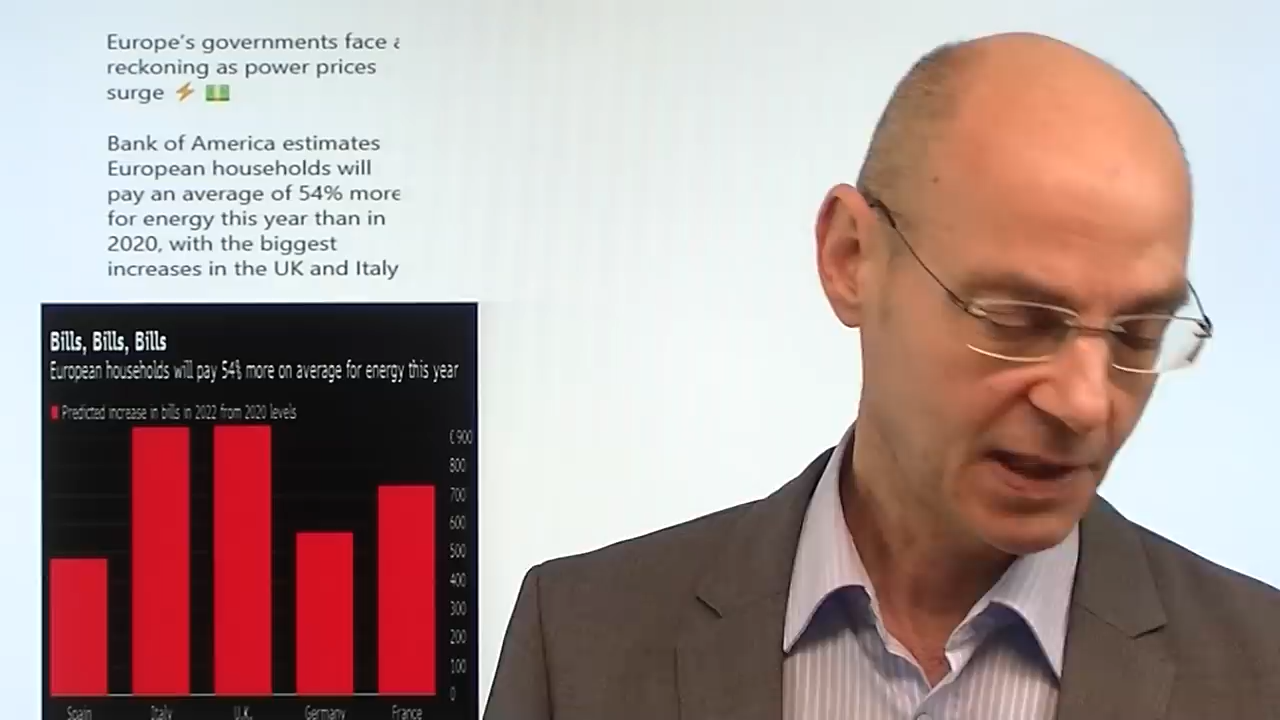 Europe's governments face a
reckoning as power prices
surge ⚡ 💵
Bank of America estimates
European households will
pay an average of 54% more
for energy this year than in
2020, with the biggest
increases in the UK and Italy
Bills, Bills, Bills
European households will pay 54% more on average for energy this year
Predicted increase in bills in 2022 from 2020 levels
€900
800
700
600
500
400
300
200
100
0
Spain Italy U.K. Germany France